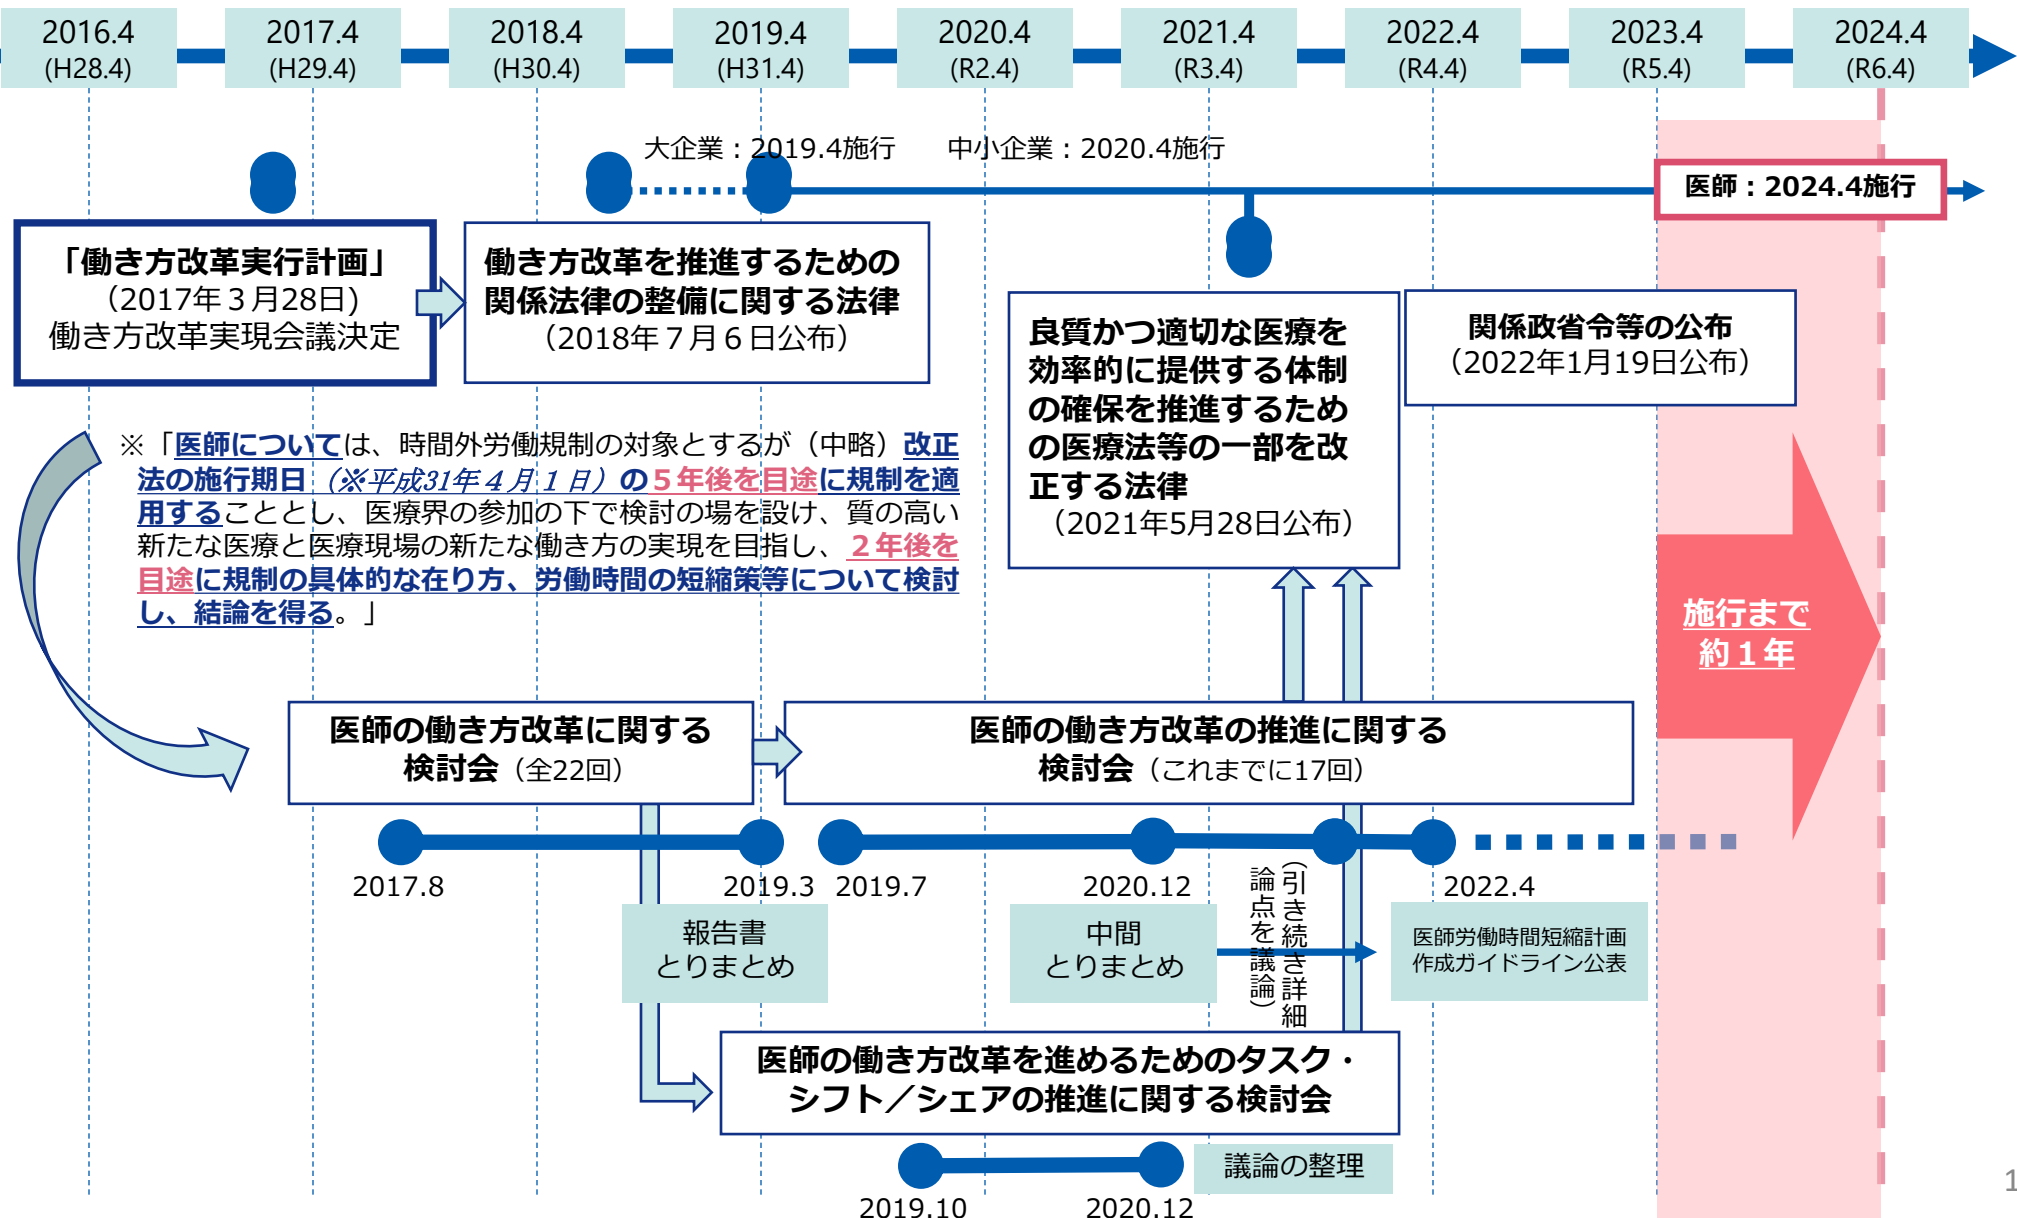 2016.4
(H28.4)
2017.4
(H29.4)
2018.4
(H30.4)
2019.4
(H31.4)
2020.4
(R2.4)
2021.4
(R3.4)
2022.4
(R4.4)
2023.4
(R5.4)
2024.4
(R6.4)
大企業：2019.4施行　　中小企業：2020.4施行
医師：2024.4施行
「働き方改革実行計画」
（2017年３月28日)
働き方改革実現会議決定
働き方改革を推進するための
関係法律の整備に関する法律
（2018年７月６日公布）
良質かつ適切な医療を
効率的に提供する体制
の確保を推進するため
の医療法等の一部を改
正する法律
（2021年5月28日公布）
関係政省令等の公布
（2022年1月19日公布）
※「医師については、時間外労働規制の対象とするが（中略）改正
法の施行期日（※平成31年４月１日）の５年後を目途に規制を適
用することとし、医療界の参加の下で検討の場を設け、質の高い
新たな医療と医療現場の新たな働き方の実現を目指し、２年後を
目途に規制の具体的な在り方、労働時間の短縮策等について検討
し、結論を得る。」
施行まで
約１年
医師の働き方改革に関する
検討会（全22回）
医師の働き方改革の推進に関する
検討会（これまでに17回）
2017.8
2019.3
2019.7
2020.12
2022.4
報告書
とりまとめ
中間
とりまとめ
（引き続き詳細
論点を議論）
医師労働時間短縮計画
作成ガイドライン公表
医師の働き方改革を進めるためのタスク・
シフト／シェアの推進に関する検討会
議論の整理
2019.10
2020.12
1